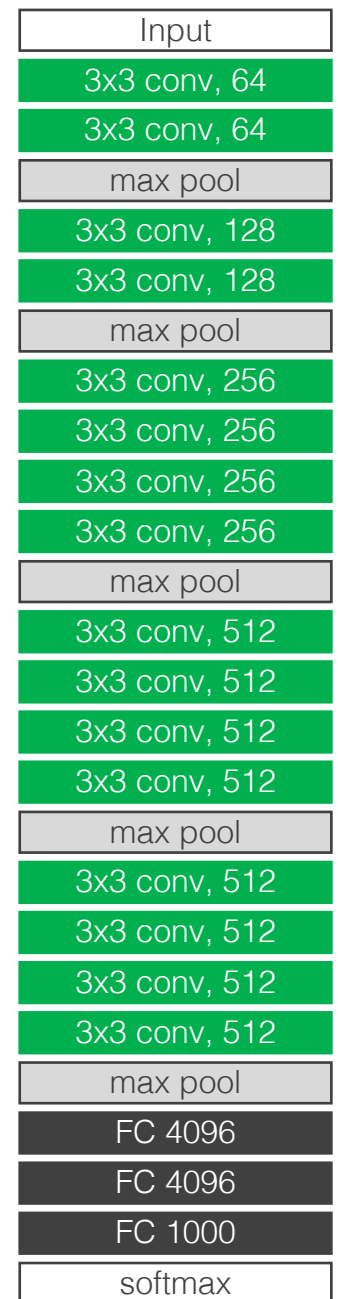 Input
3x3 conv, 64
3x3 conv, 64
max pool
3x3 conv, 128
3x3 conv, 128
max pool
3x3 conv, 256
3x3 conv, 256
3x3 conv, 256
3x3 conv, 256
max pool
3x3 conv, 512
3x3 conv, 512
3x3 conv, 512
3x3 conv, 512
max pool
3x3 conv, 512
3x3 conv, 512
3x3 conv, 512
3x3 conv, 512
max pool
FC 4096
FC 4096
FC 1000
softmax